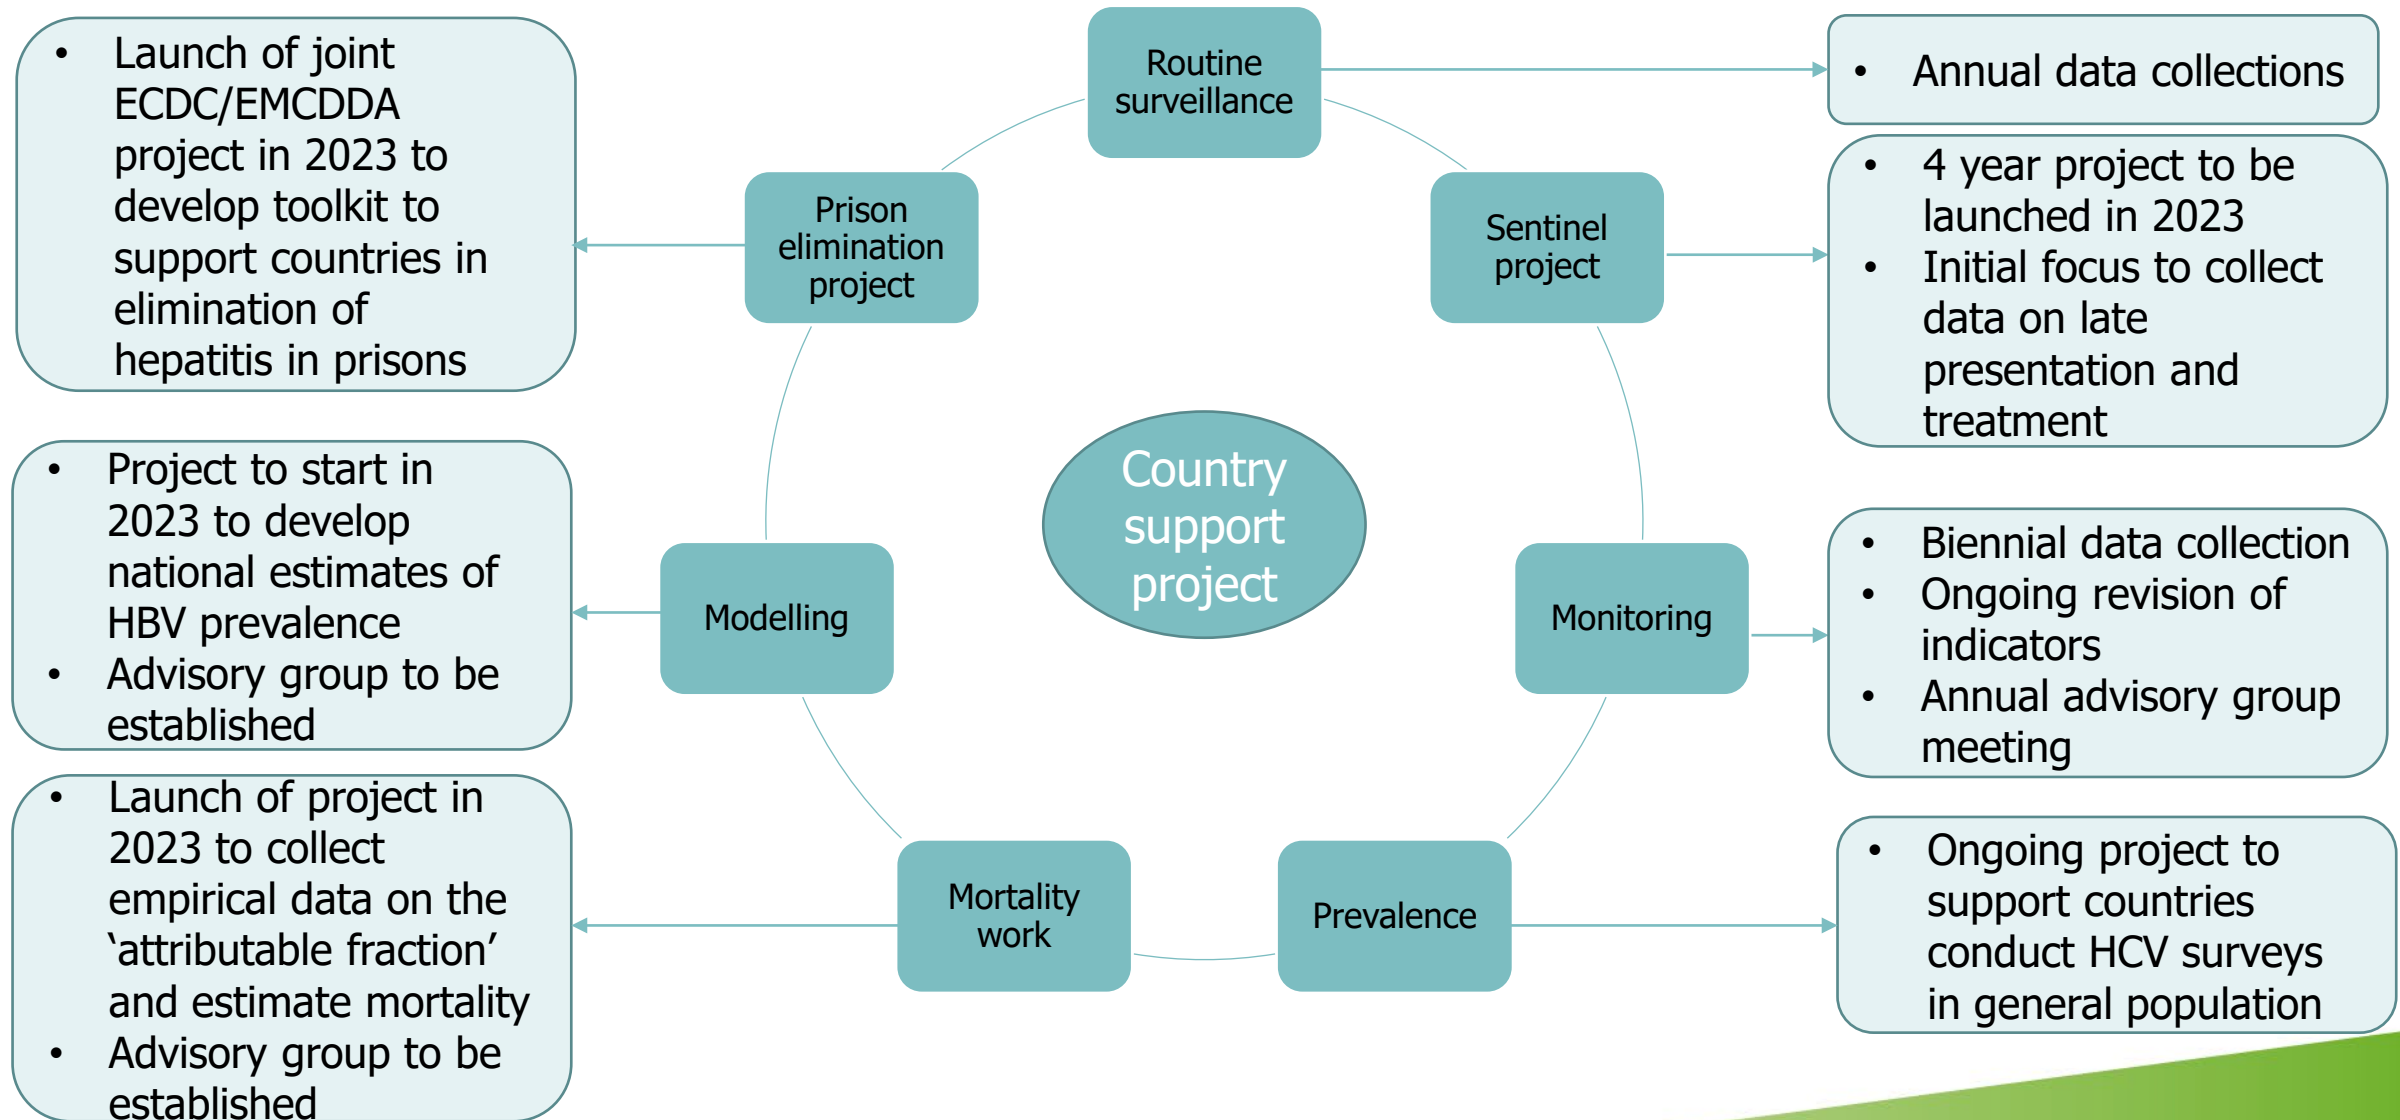 • Launch of joint
ECDC/EMCDDA
project in 2023 to
develop toolkit to
support countries in
elimination of
hepatitis in prisons
• Project to start in
2023 to develop
national estimates of
HBV prevalence
• Advisory group to be
established
• Launch of project in
2023 to collect
empirical data on the
‘attributable fraction’
and estimate mortality
• Advisory group to be
established
Routine
surveillance
Prison
elimination
project
Sentinel
project
Country
support
project
Modelling
Monitoring
Mortality
work
Prevalence
• Annual data collections
• 4 year project to be
launched in 2023
• Initial focus to collect
data on late
presentation and
treatment
• Biennial data collection
• Ongoing revision of
indicators
• Annual advisory group
meeting
• Ongoing project to
support countries
conduct HCV surveys
in general population